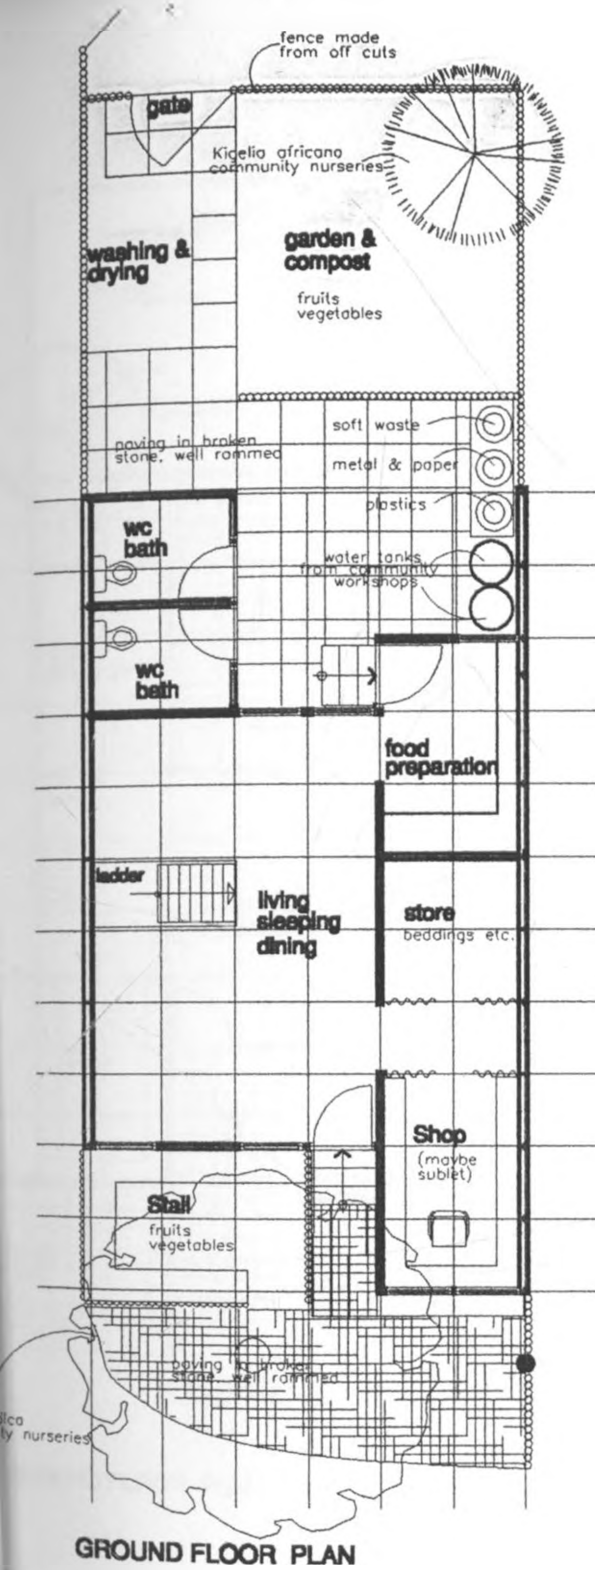 fence made
from off cuts
gate
Kigelia africana
community nurseries
washing &
drying
garden &
compost
fruits
vegetables
soft waste
paving in broken
stone, well rammed
metal & paper
plastics
wc
bath
water tanks
from community
workshops
wc
bath
food
preparation
ladder
living
sleeping
dining
store
beddings etc.
Shop
(maybe
sublet)
Stall
fruits
vegetables
paving in broken
stone, well rammed
nurseries
GROUND FLOOR PLAN